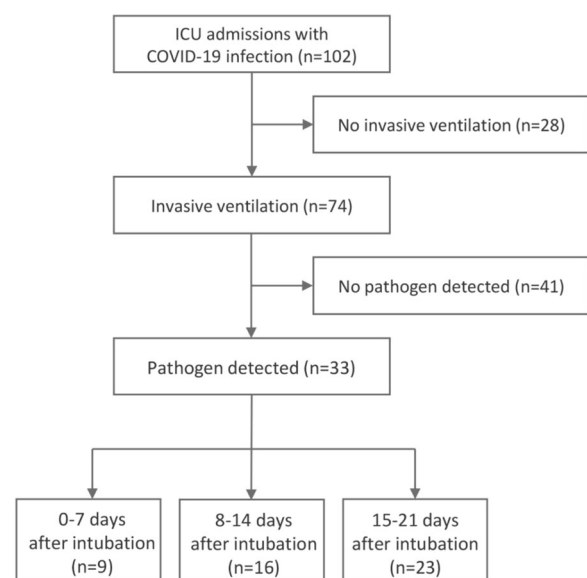 ICU admissions with
COVID-19 infection (n=102)
No invasive ventilation (n=28)
Invasive ventilation (n=74)
No pathogen detected (n=41)
Pathogen detected (n=33)
0-7 days
after intubation
(n=9)
8-14 days
after intubation
(n=16)
15-21 days
after intubation
(n=23)